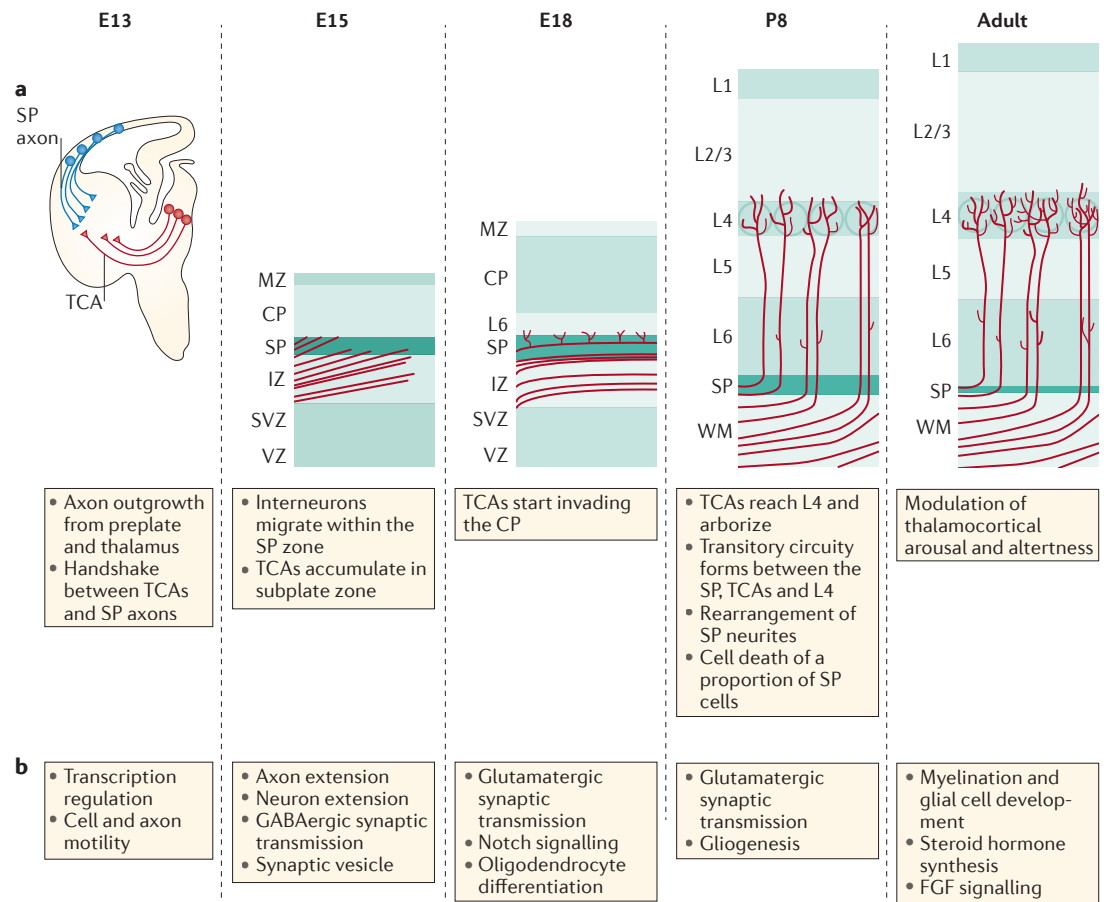 E13
E15
E18
P8
Adult
a
SP
axon
TCA
MZ
CP
SP
IZ
SVZ
VZ
MZ
CP
L6
SP
IZ
SVZ
VZ
L1
L2/3
L4
L5
L6
SP
WM
L1
L2/3
L4
L5
L6
SP
WM
• Axon outgrowth
from preplate
and thalamus
• Handshake
between TCAs
and SP axons
• Interneurons
migrate within the
SP zone
• TCAs accumulate in
subplate zone
TCAs start invading
the CP
• TCAs reach L4 and
arborize
• Transitory circuity
forms between the
SP, TCAs and L4
• Rearrangement of
SP neurites
• Cell death of a
proportion of SP
cells
Modulation of
thalamocortical
arousal and altertness
b
• Transcription
regulation
• Cell and axon
motility
• Axon extension
• Neuron extension
• GABAergic synaptic
transmission
• Synaptic vesicle
• Glutamatergic
synaptic
transmission
• Notch signalling
• Oligodendrocyte
differentiation
• Glutamatergic
synaptic
transmission
• Gliogenesis
• Myelination and
glial cell develop-
ment
• Steroid hormone
synthesis
• FGF signalling